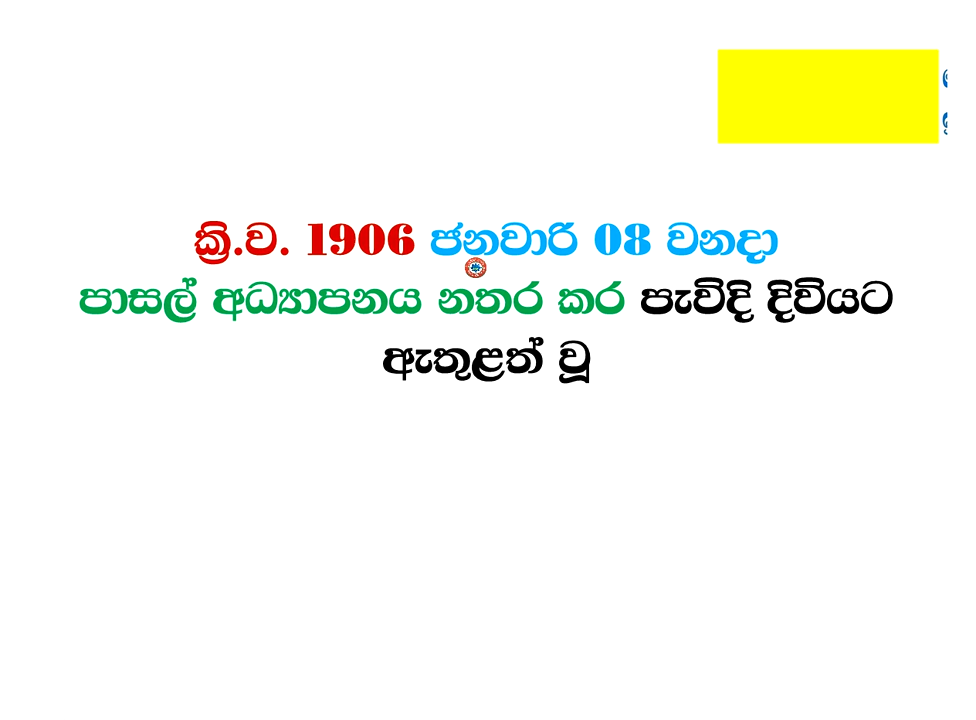 ක්‍රි.ව. 1906 ජනවාරි 08 වනදා
පාසල් අධ්‍යාපනය නතර කර පැවිදි දිවියට
ඇතුළත් වූ